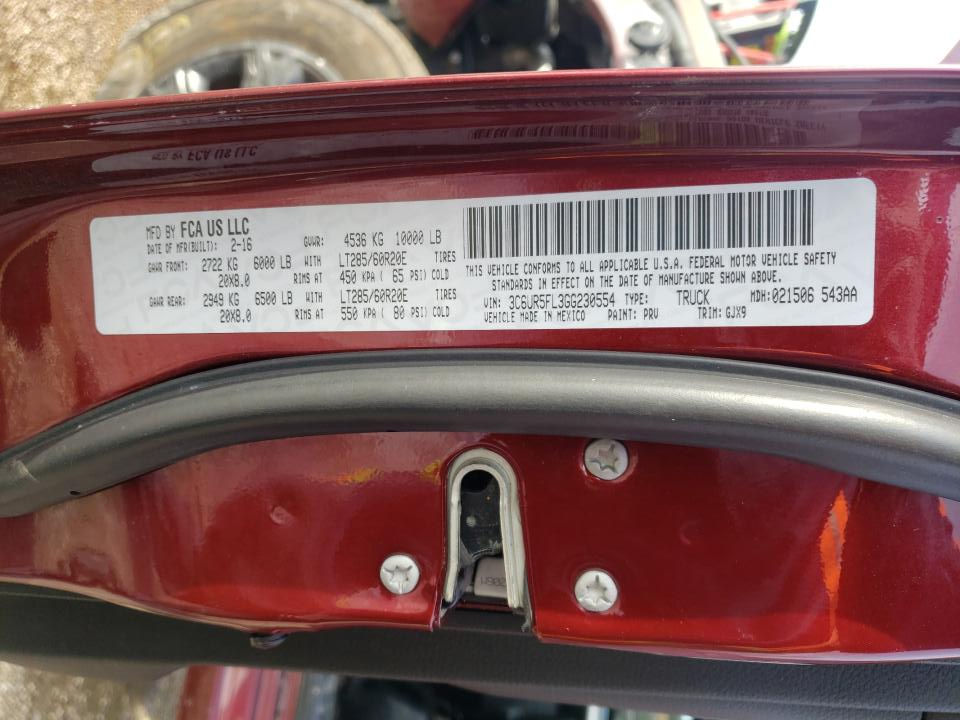 MFD BY FCA US LLC
DATE OF MFR(BUILT): 2-16 GVWR: 4536 KG 10000 LB
GAWR FRONT: 2722 KG 6000 LB WITH LT285/60R20E TIRES
20X8.0 RIMS AT 450 KPA ( 65 PSI) COLD
GAWR REAR: 2949 KG 6500 LB WITH LT285/60R20E TIRES
20X8.0 RIMS AT 550 KPA ( 80 PSI) COLD
THIS VEHICLE CONFORMS TO ALL APPLICABLE U.S.A. FEDERAL MOTOR VEHICLE SAFETY
STANDARDS IN EFFECT ON THE DATE OF MANUFACTURE SHOWN ABOVE.
VIN: 3C6UR5FL3GG230554 TYPE: TRUCK MDH: 021506 543AA
VEHICLE MADE IN MEXICO PAINT: PRV TRIM: GJX9